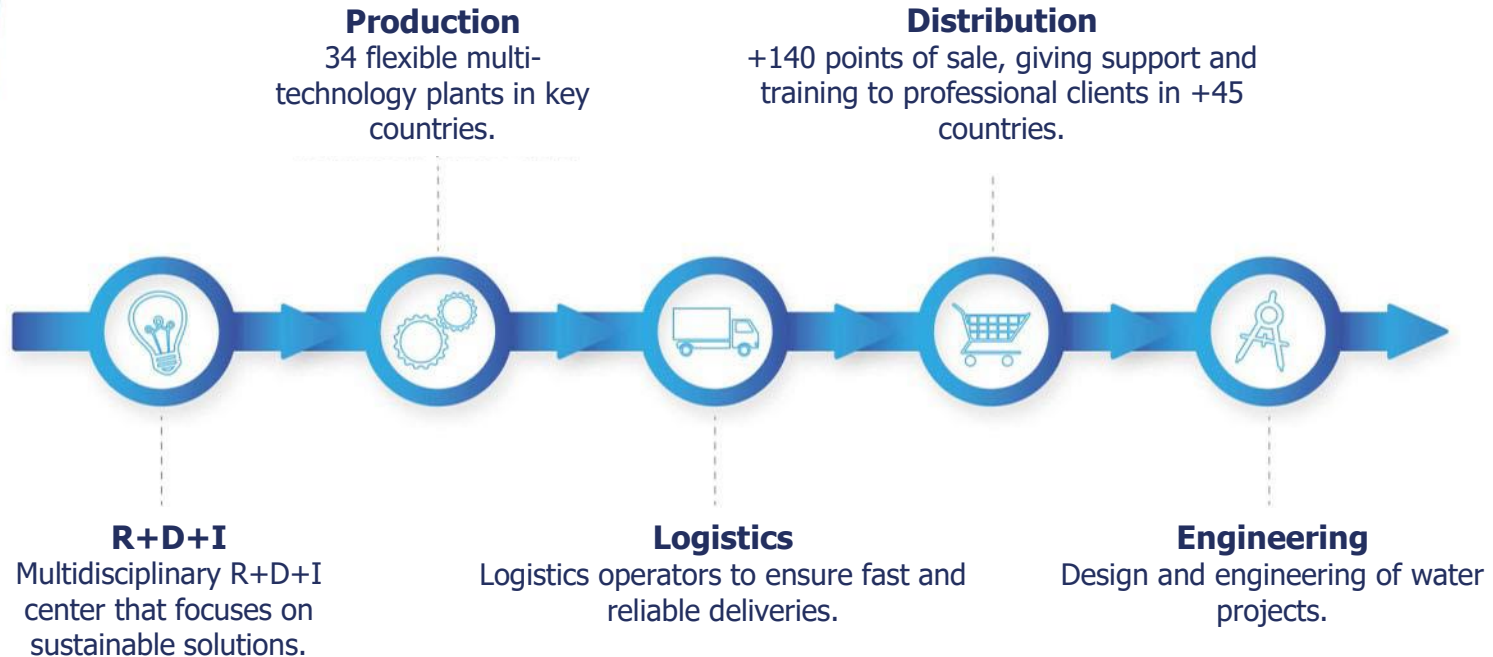 Production
34 flexible multi-
technology plants in key
countries.
Distribution
+140 points of sale, giving support and
training to professional clients in +45
countries.
R+D+I
Multidisciplinary R+D+I
center that focuses on
sustainable solutions.
Logistics
Logistics operators to ensure fast and
reliable deliveries.
Engineering
Design and engineering of water
projects.